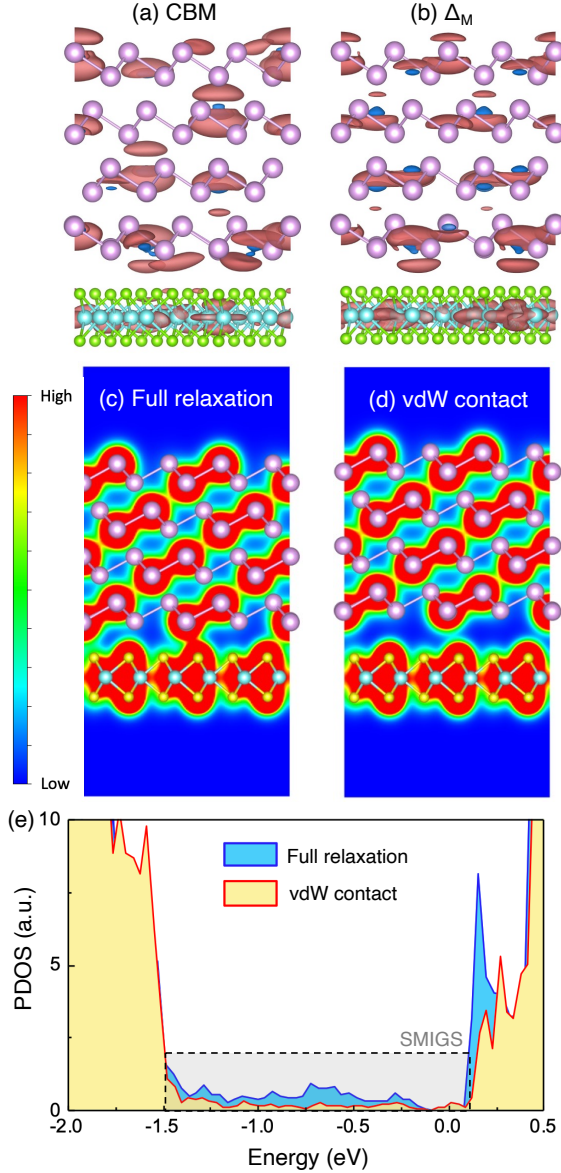 (a) CBM
(b) Δ_M
High
(c) Full relaxation
(d) vdW contact
Low
(e)
10
Full relaxation
vdW contact
PDOS (a.u.)
5
SMIGS
0
-2.0 -1.5 -1.0 -0.5 0.0 0.5
Energy (eV)